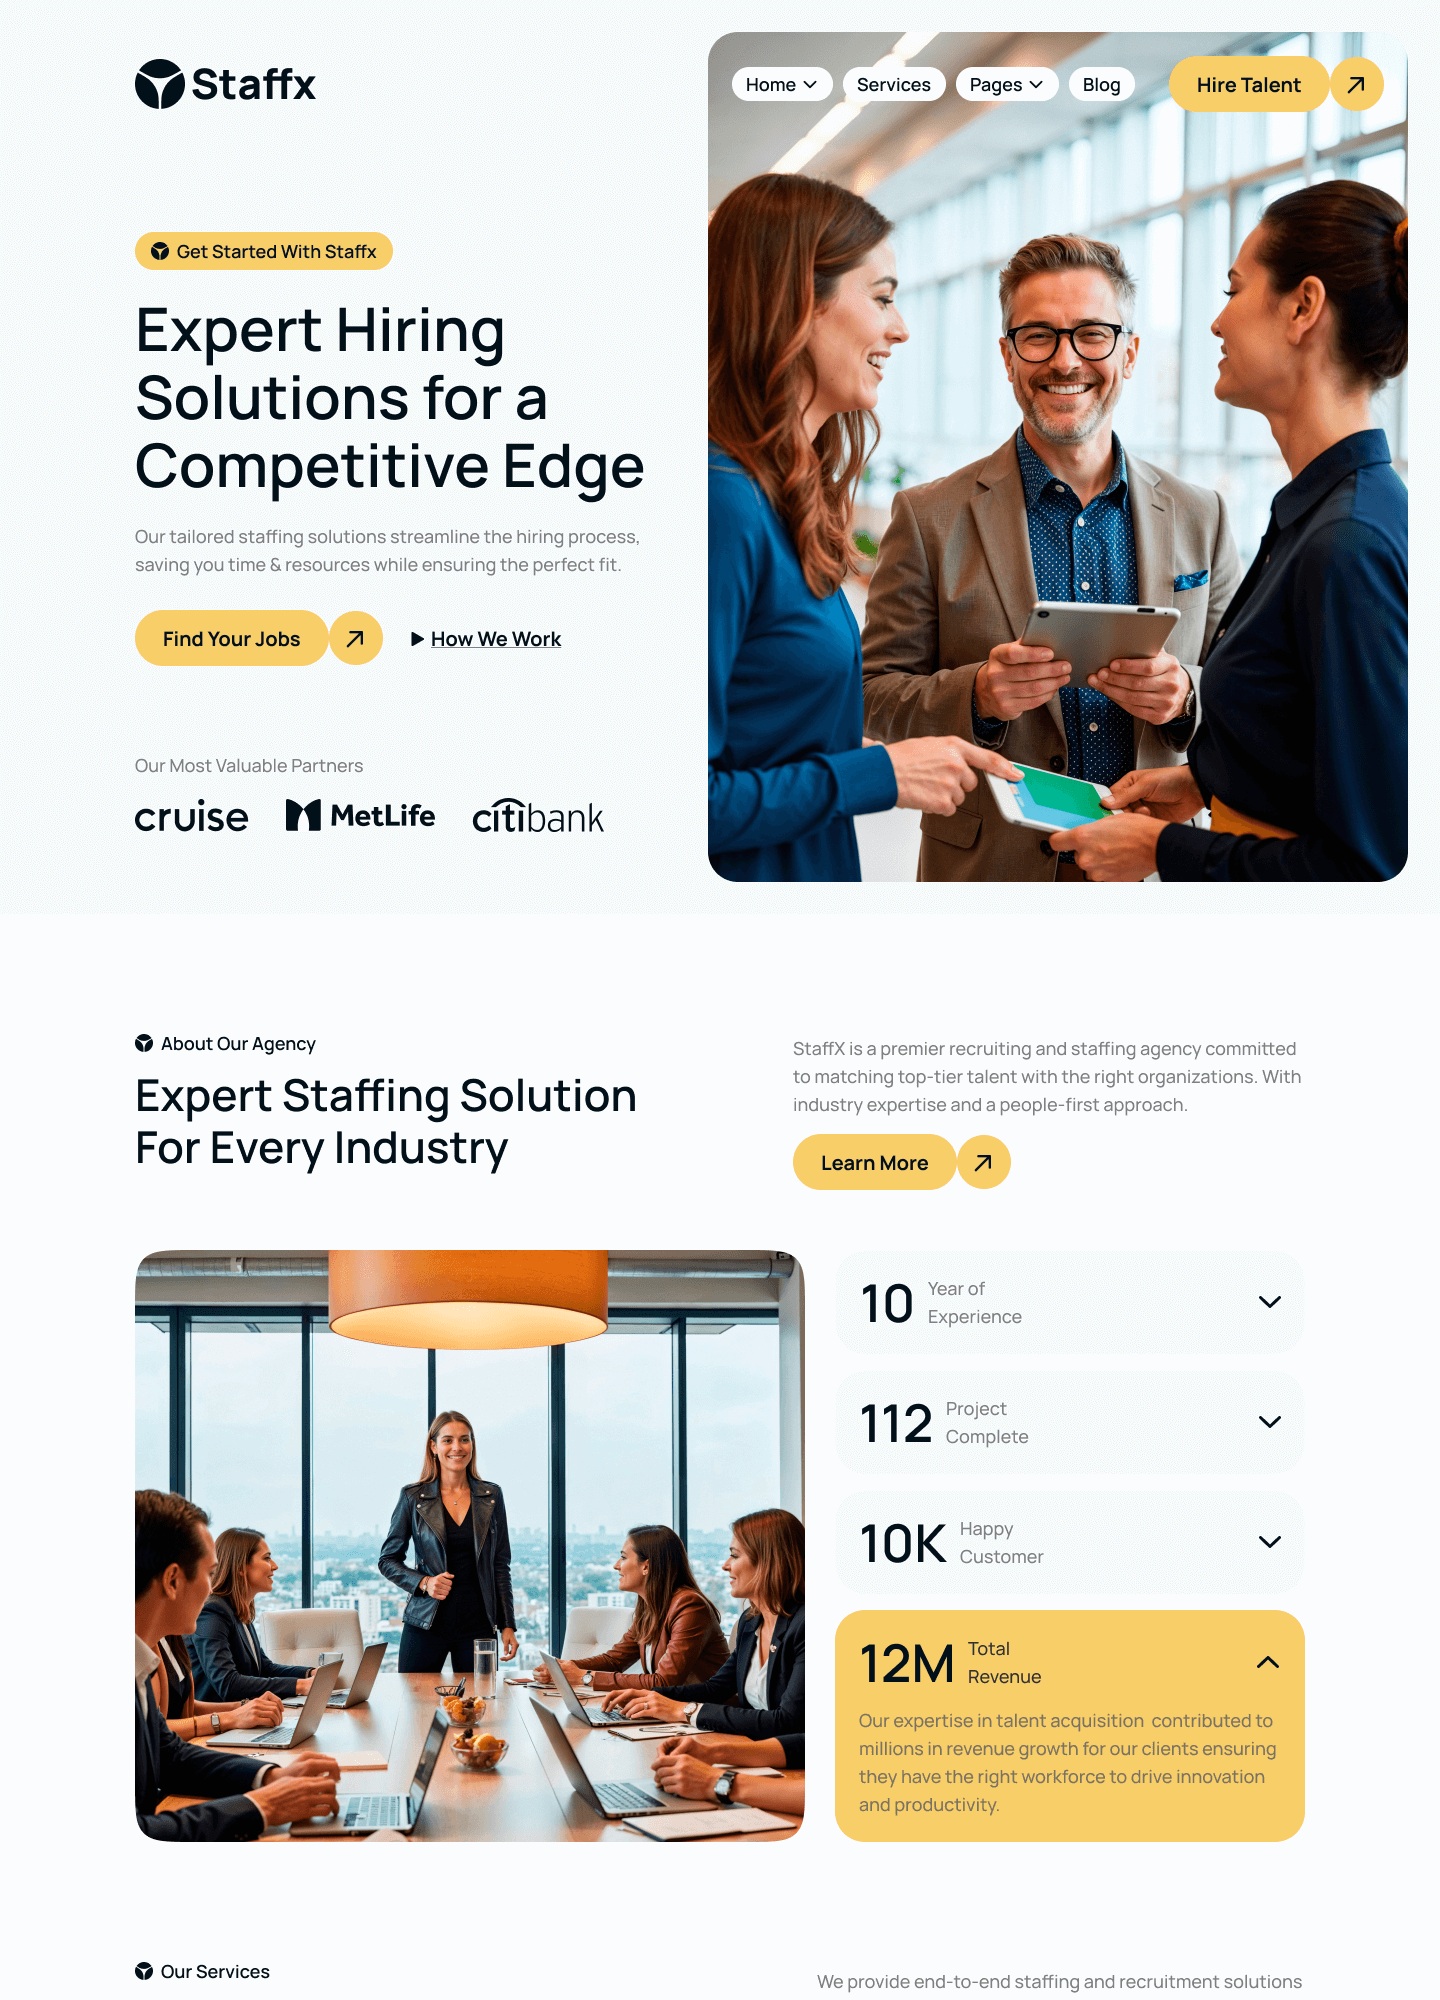 Staffx
Home
Services
Pages
Blog
Hire Talent
Get Started With Staffx
Expert Hiring
Solutions for a
Competitive Edge
Our tailored staffing solutions streamline the hiring process,
saving you time & resources while ensuring the perfect fit.
Find Your Jobs
How We Work
Our Most Valuable Partners
cruise
MetLife
citibank
About Our Agency
Expert Staffing Solution
For Every Industry
StaffX is a premier recruiting and staffing agency committed
to matching top-tier talent with the right organizations. With
industry expertise and a people-first approach.
Learn More
10
Year of
Experience
112
Project
Complete
10K
Happy
Customer
12M
Total
Revenue
Our expertise in talent acquisition  contributed to
millions in revenue growth for our clients ensuring
they have the right workforce to drive innovation
and productivity.
Our Services
We provide end-to-end staffing and recruitment solutions